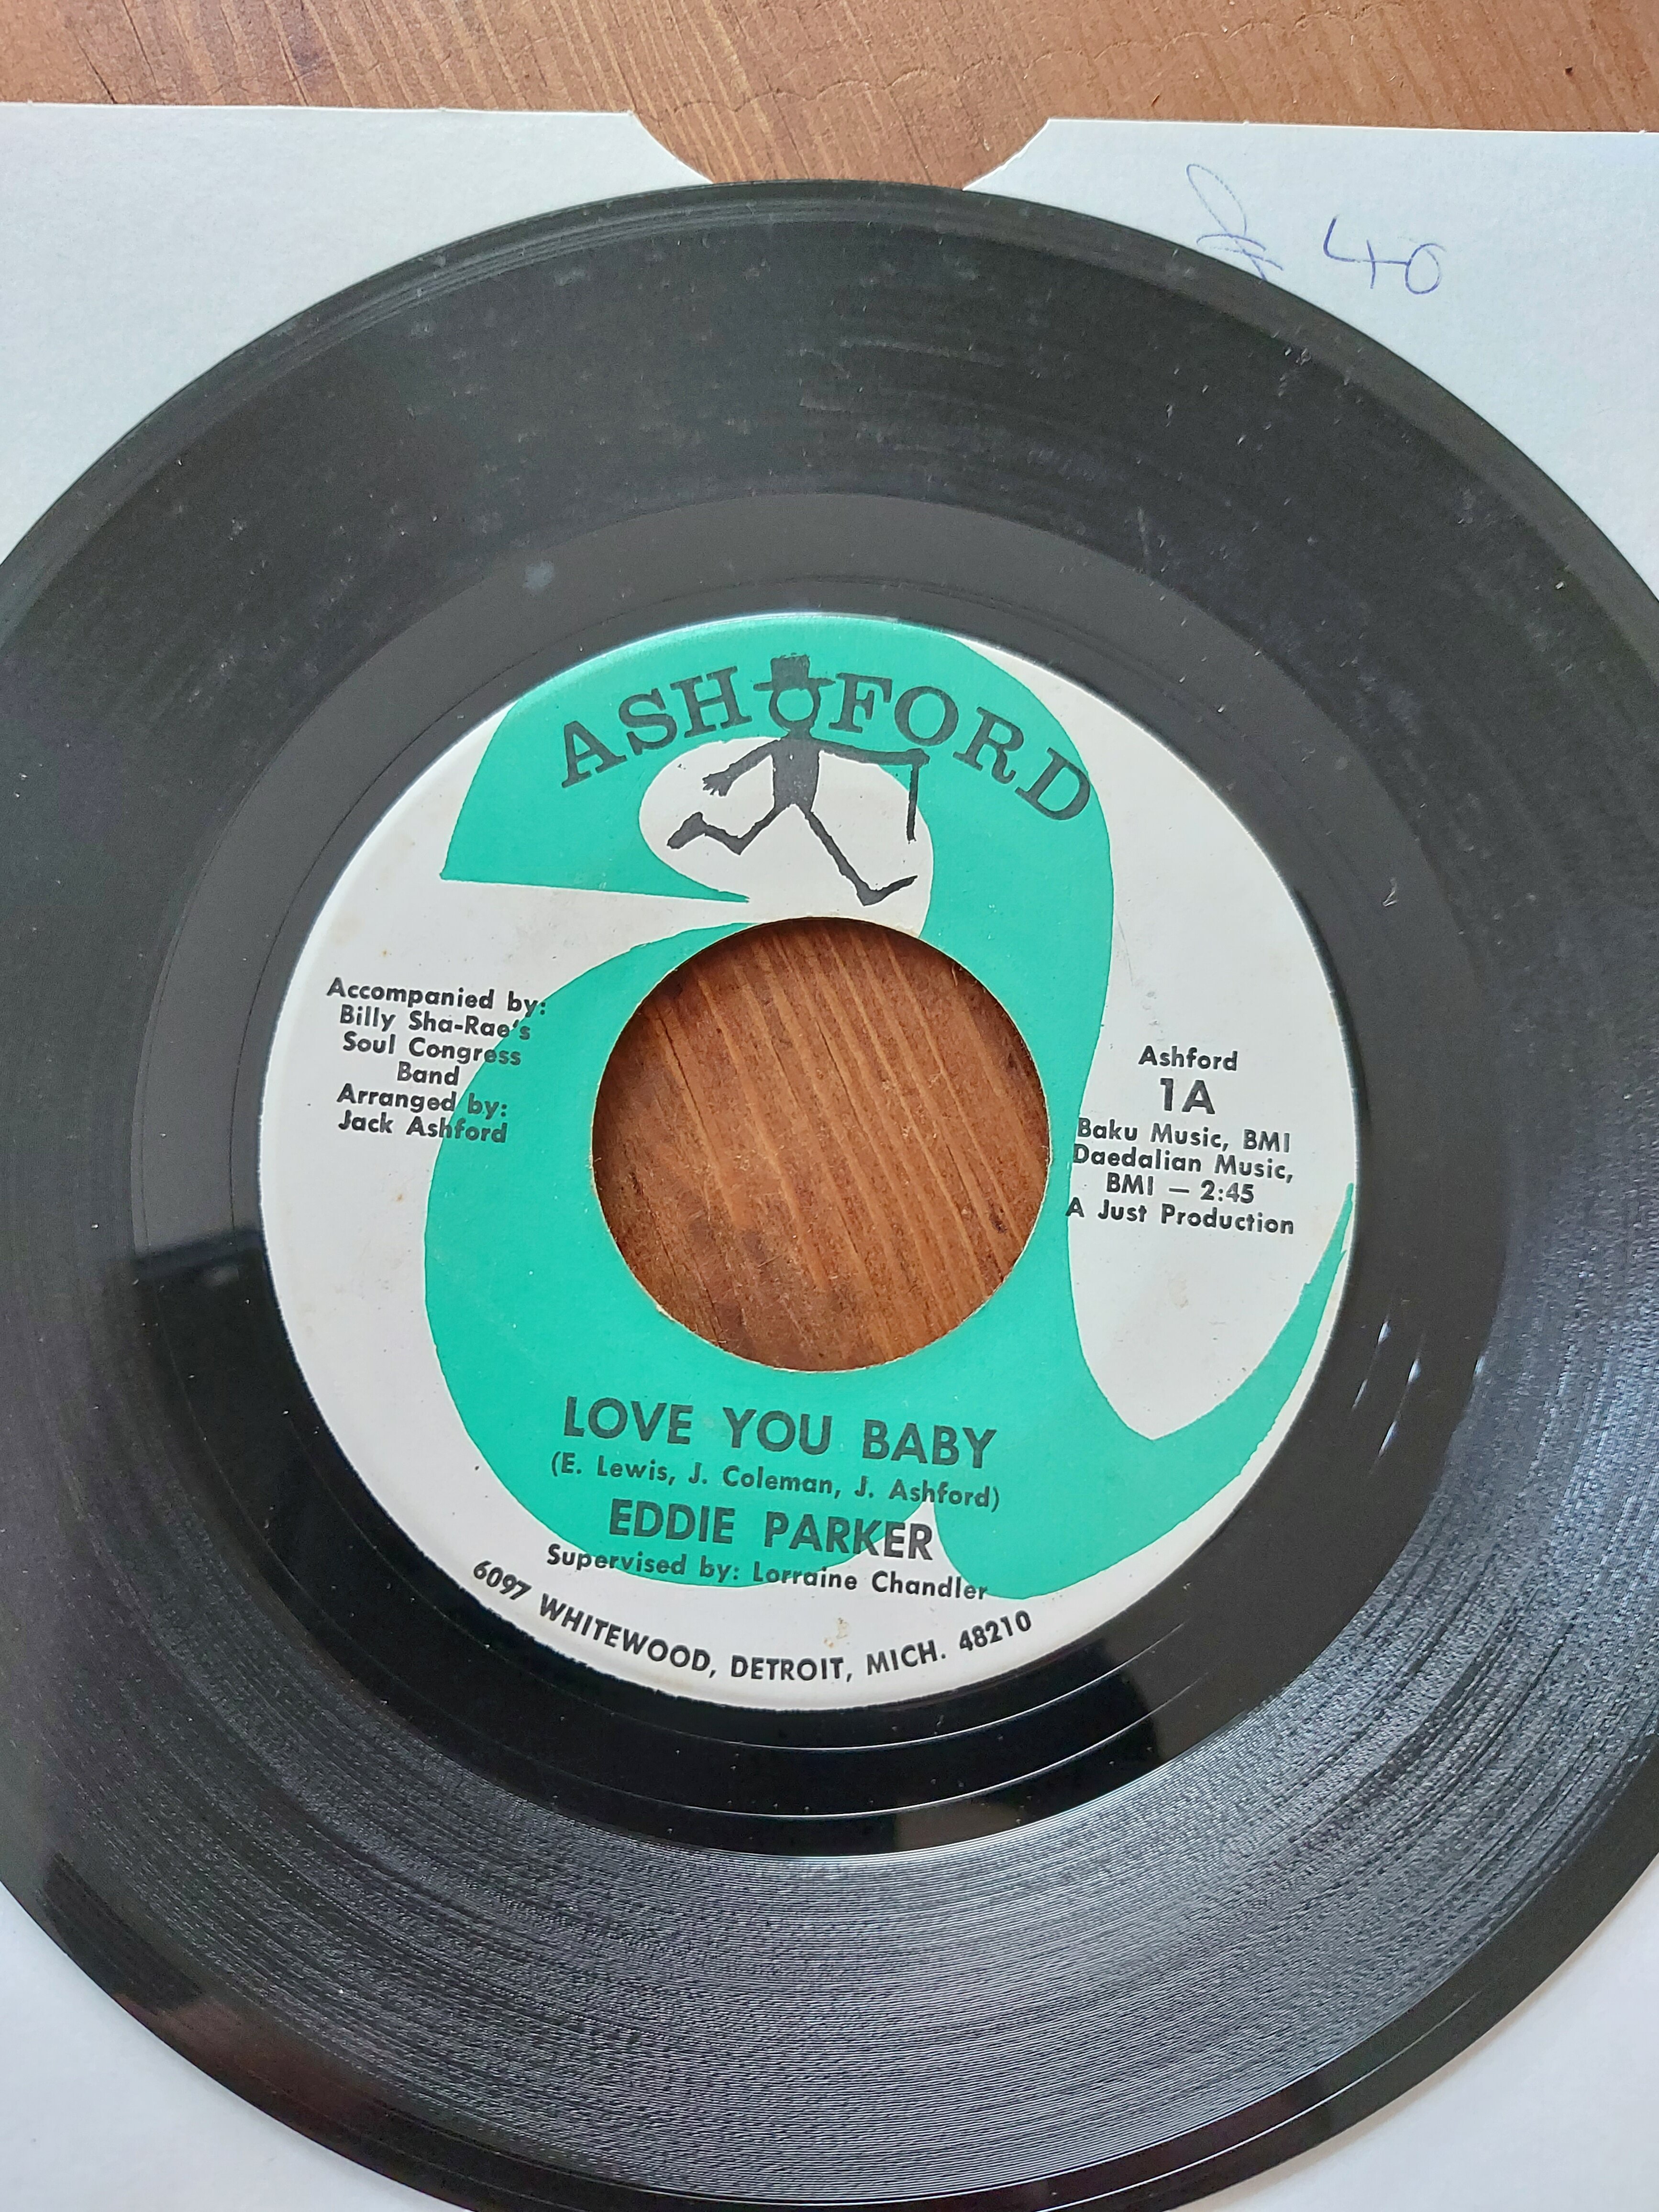 £ 40
ASHFORD
Accompanied by:
Billy Sha-Rae's
Soul Congress
Band
Arranged by:
Jack Ashford
Ashford
1A
Baku Music, BMI
Daedalian Music,
BMI — 2:45
A Just Production
LOVE YOU BABY
(E. Lewis, J. Coleman, J. Ashford)
EDDIE PARKER
Supervised by: Lorraine Chandler
6097 WHITEWOOD, DETROIT, MICH. 48210